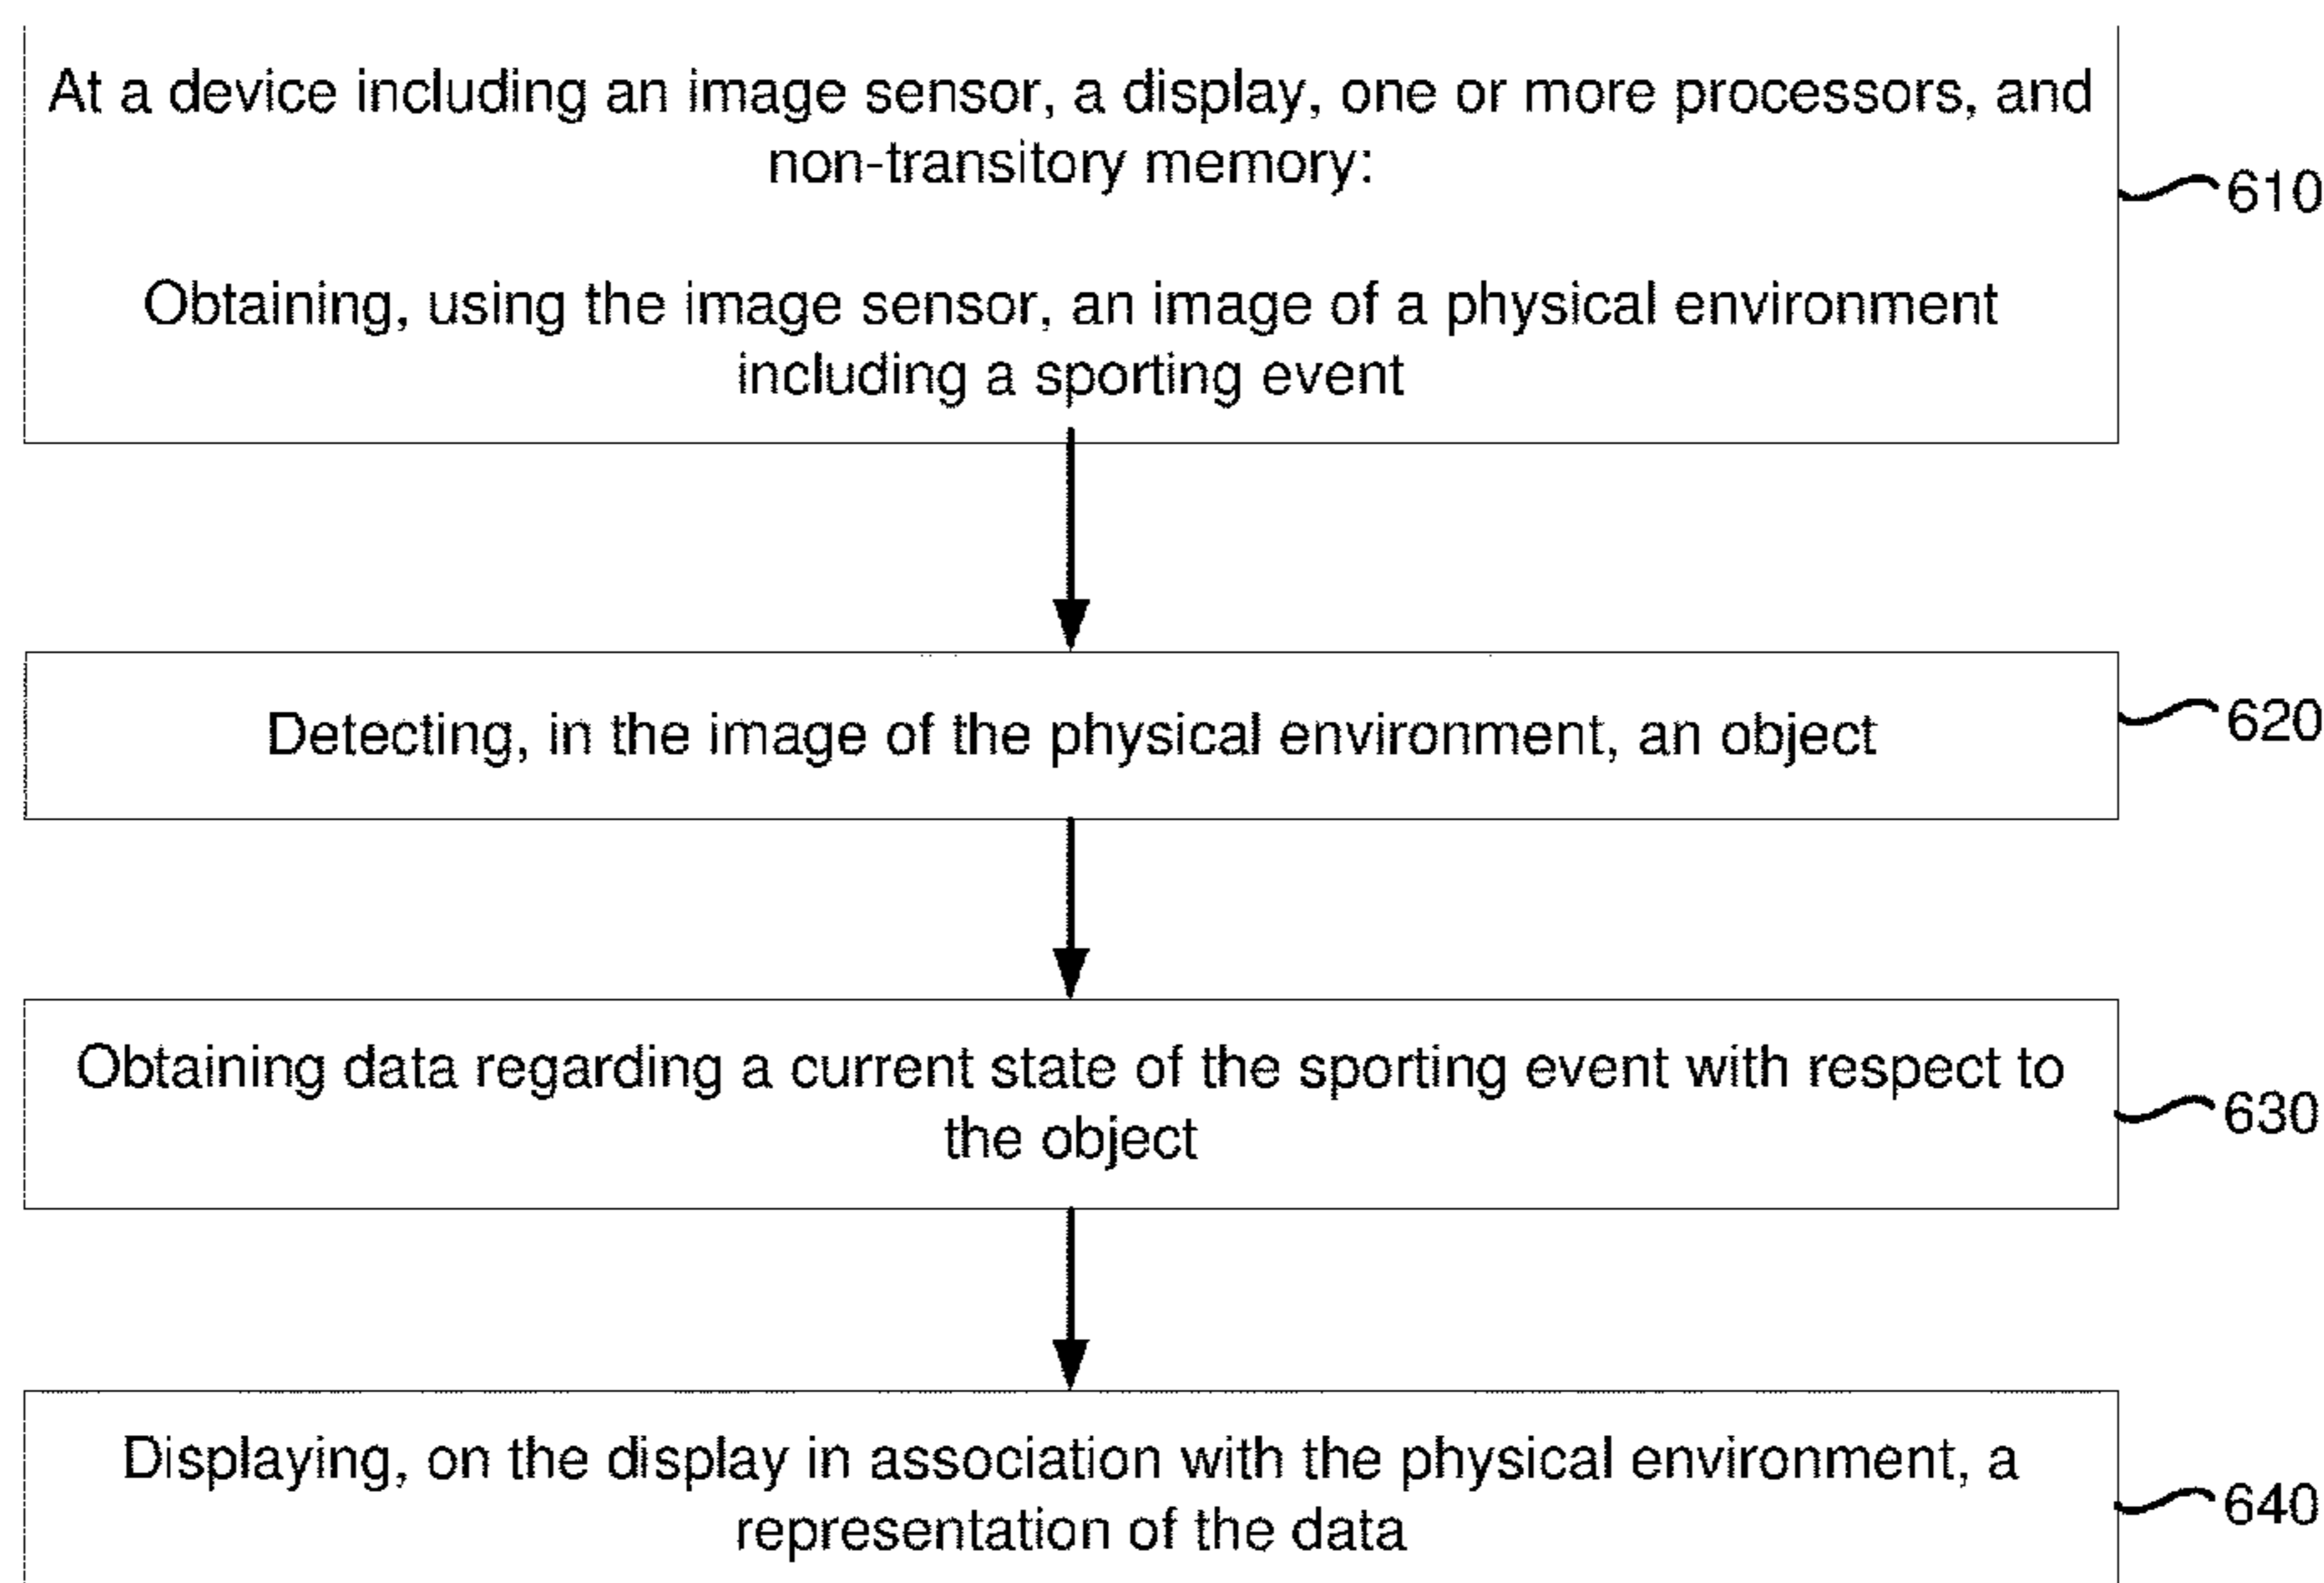 At a device including an image sensor, a display, one or more processors, and
non-transitory memory:
610
Obtaining, using the image sensor, an image of a physical environment
including a sporting event
Detecting, in the image of the physical environment, an object
620
Obtaining data regarding a current state of the sporting event with respect to
the object
630
Displaying, on the display in association with the physical environment, a
representation of the data
640